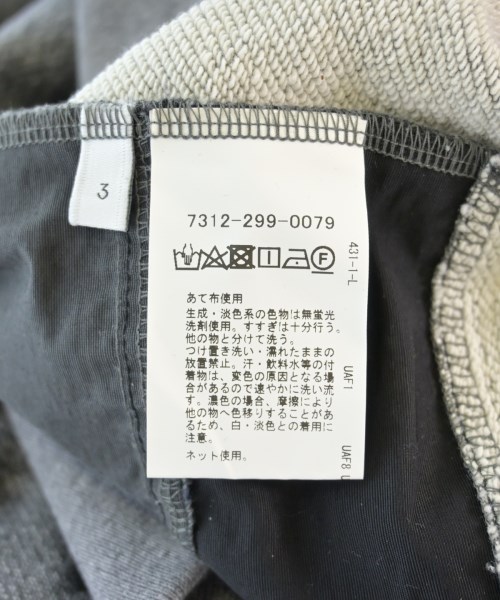 3
7312-299-0079
あて布使用
生成・淡色系の色物は無蛍光
洗剤使用。すすぎは十分行う。
他の物と分けて洗う。
つけ置き洗い・濡れたままの
放置禁止。汗・飲料水等の付
着物は、変色の原因となる場
合があるので速やかに洗い流
す。濃色の場合、摩擦により
他の物へ色移りすることがあ
るため、白・淡色との着用に
注意。
ネット使用。
431-1-L
UAF1
UAF8